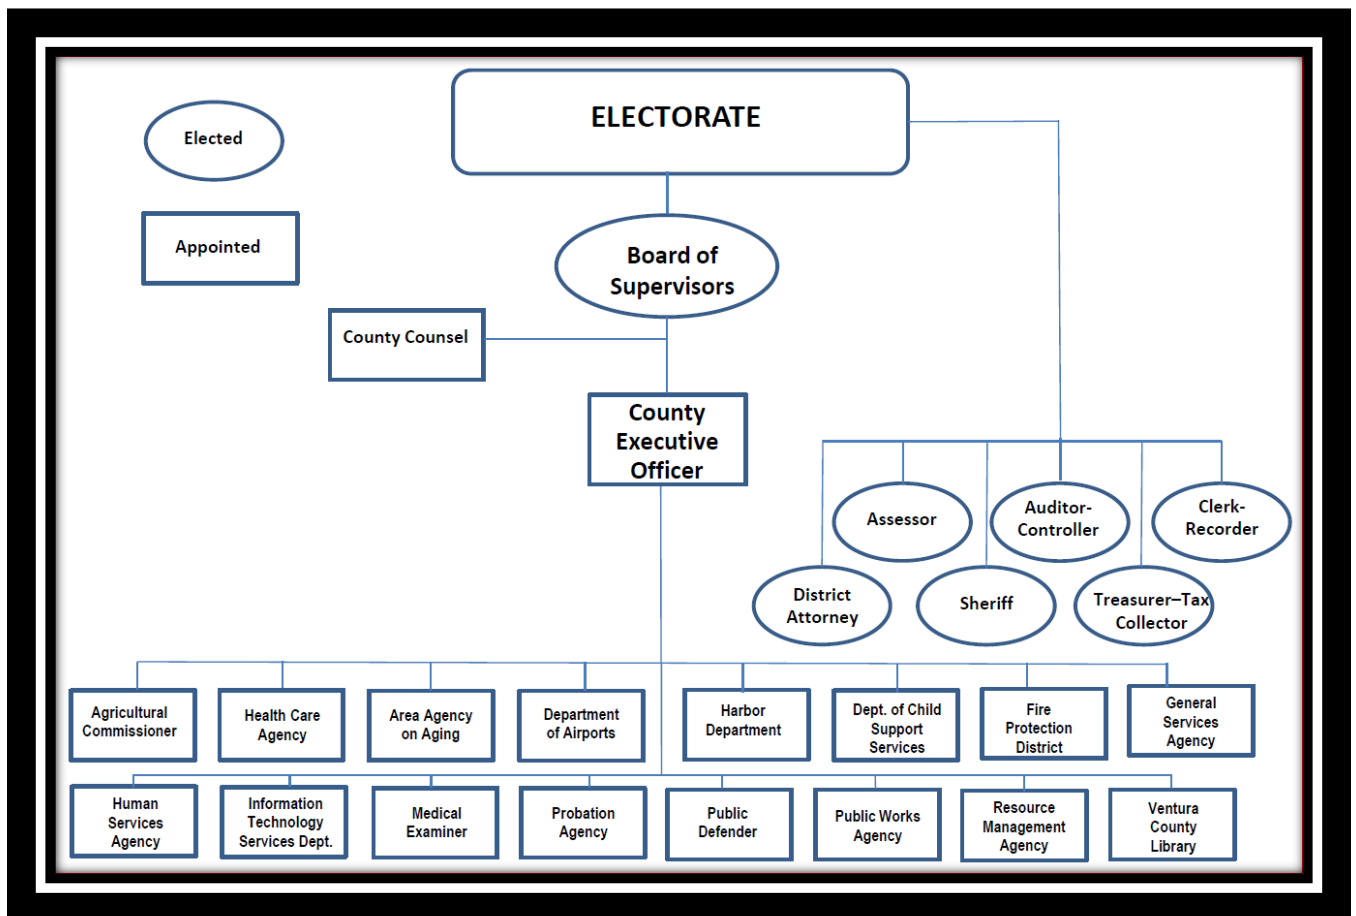 ELECTORATE
Elected
Appointed
Board of
Supervisors
County Counsel
County
Executive
Officer
Assessor
Auditor-
Controller
Clerk-
Recorder
District
Attorney
Sheriff
Treasurer–Tax
Collector
Agricultural
Commissioner
Health Care
Agency
Area Agency
on Aging
Department
of Airports
Harbor
Department
Dept. of Child
Support
Services
Fire
Protection
District
General
Services
Agency
Human
Services
Agency
Information
Technology
Services Dept.
Medical
Examiner
Probation
Agency
Public
Defender
Public Works
Agency
Resource
Management
Agency
Ventura
County
Library